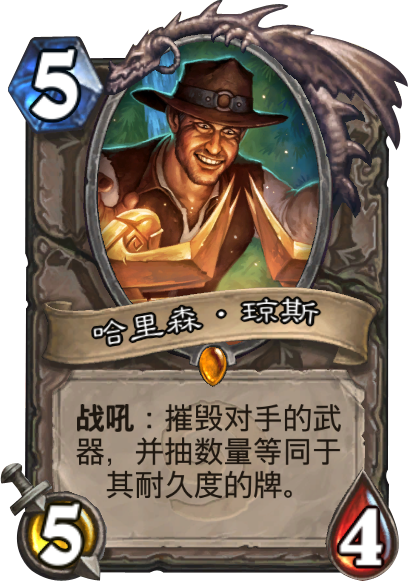 5
哈里森·琼斯
战吼：摧毁对手的武
器，并抽数量等同于
其耐久度的牌。
5
4